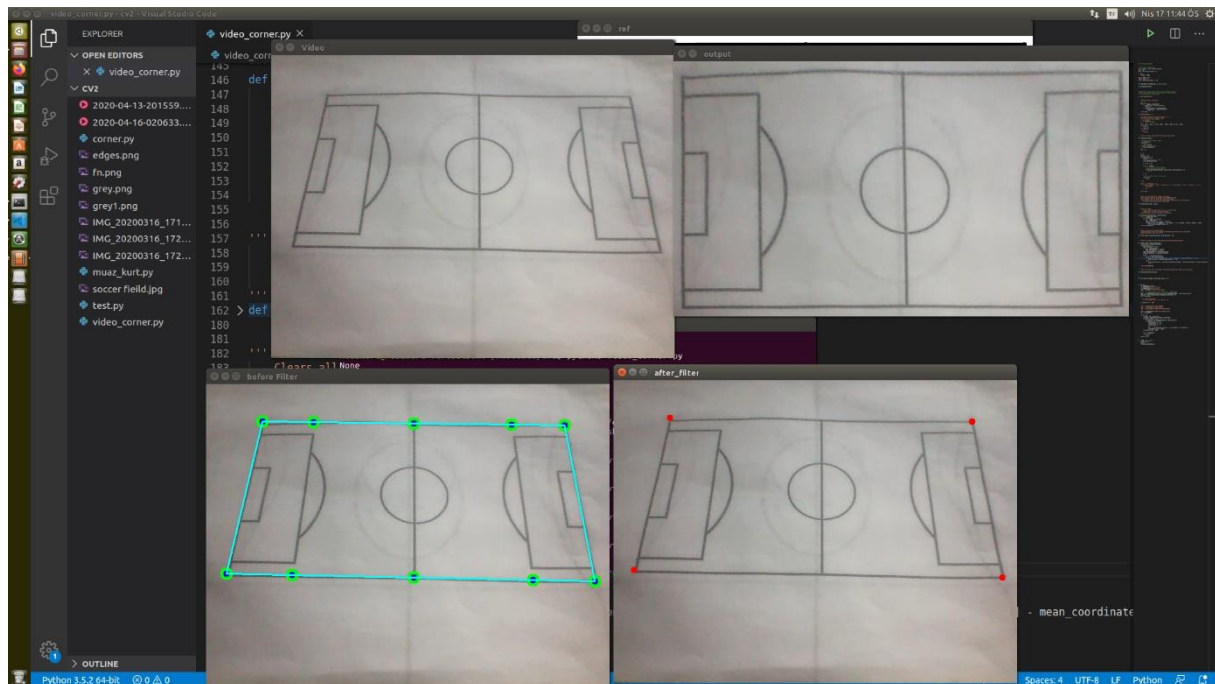 video_corner.py - cv2 - Visual Studio Code
Nis 17 11:44 ÖS
EXPLORER
OPEN EDITORS
video_corner.py
CV2
2020-04-13-201559....
2020-04-16-020633....
corner.py
edges.png
fn.png
grey.png
grey1.png
IMG_20200316_171...
IMG_20200316_172...
IMG_20200316_172...
muaz_kurt.py
soccer fieild.jpg
test.py
video_corner.py
OUTLINE
video_corner.py
video_corn
145
146 def
147
148
149
150
151
152
153
154
155
156
157 '''
158
159
160
161 '''
162 def
180
181
182 '''
183 Clears all
ref
Video
output
None
before Filter
after_filter
- mean_coordinate
Python 3.5.2 64-bit 0 0
Spaces: 4 UTF-8 LF Python